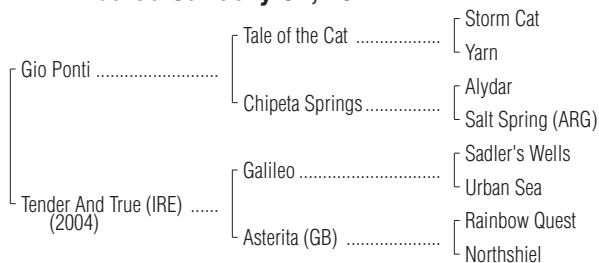 Storm Cat
Tale of the Cat ..................
Yarn
Gio Ponti ..........................
Alydar
Chipeta Springs................
Salt Spring (ARG)
Sadler's Wells
Galileo ..............................
Urban Sea
Tender And True (IRE) ......
(2004)
Rainbow Quest
Asterita (GB) ....................
Northshiel